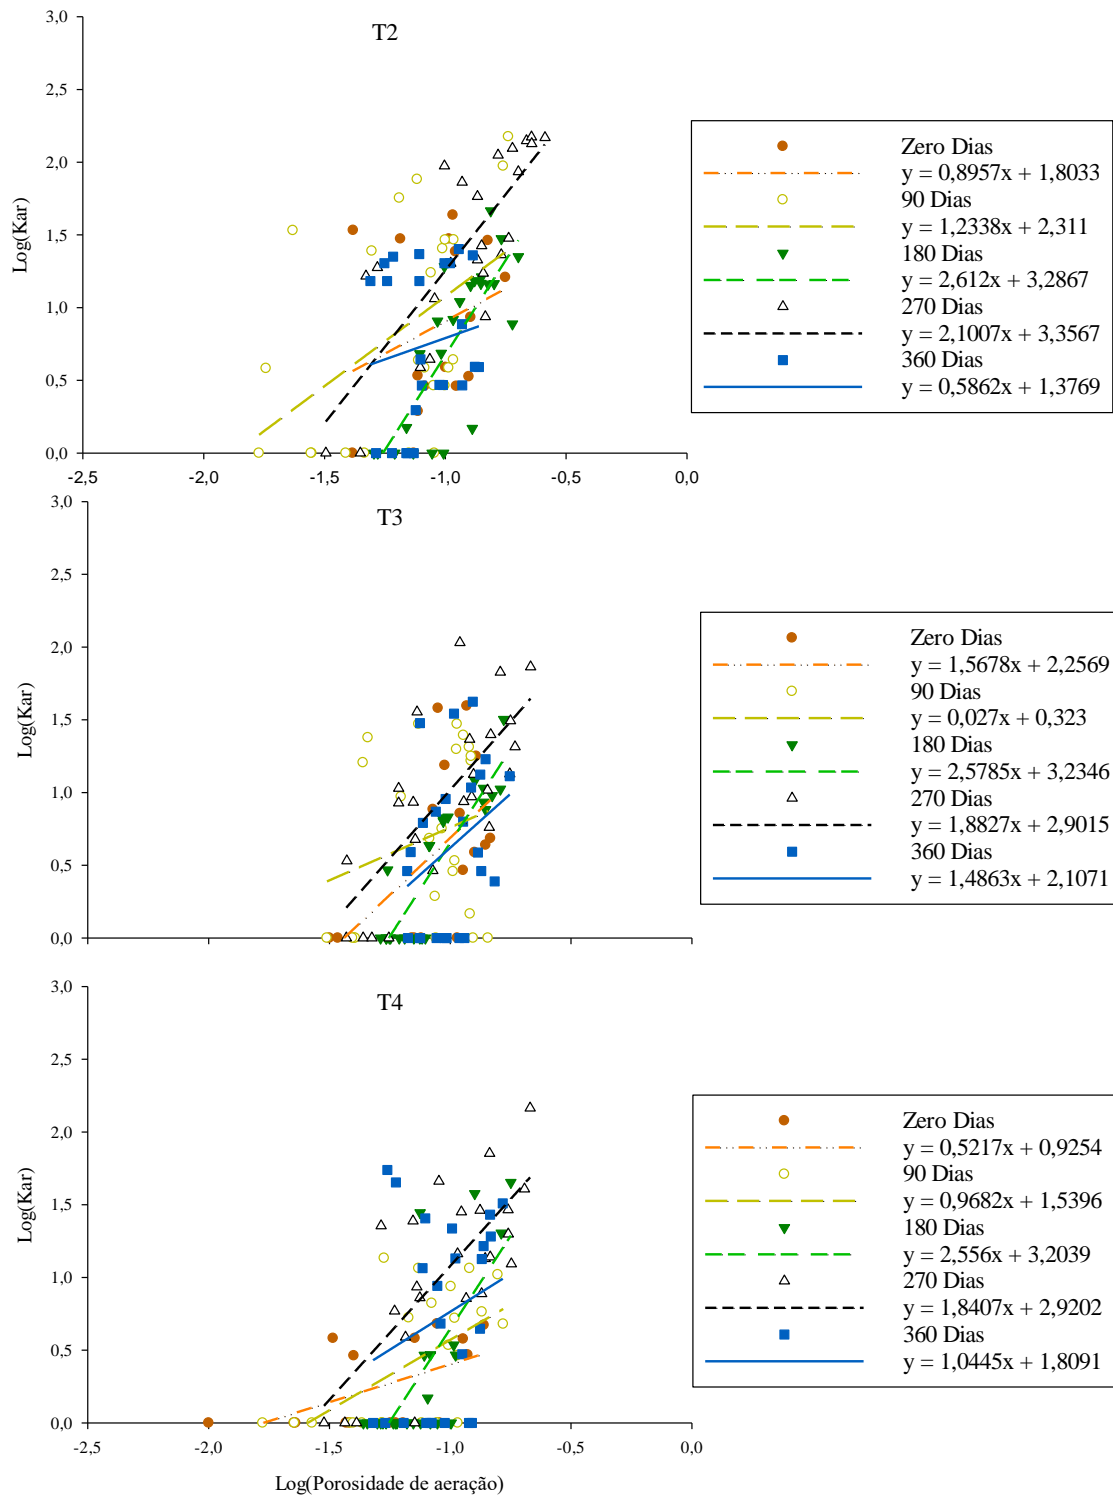 T2
3,0
2,5
2,0
1,5
1,0
0,5
0,0
Log(Kar)
-2,5 -2,0 -1,5 -1,0 -0,5 0,0
Zero Dias
y = 0,8957x + 1,8033
90 Dias
y = 1,2338x + 2,311
180 Dias
y = 2,612x + 3,2867
270 Dias
y = 2,1007x + 3,3567
360 Dias
y = 0,5862x + 1,3769
T3
3,0
2,5
2,0
1,5
1,0
0,5
0,0
Log(Kar)
Zero Dias
y = 1,5678x + 2,2569
90 Dias
y = 0,027x + 0,323
180 Dias
y = 2,5785x + 3,2346
270 Dias
y = 1,8827x + 2,9015
360 Dias
y = 1,4863x + 2,1071
T4
3,0
2,5
2,0
1,5
1,0
0,5
0,0
Log(Kar)
-2,5 -2,0 -1,5 -1,0 -0,5 0,0
Log(Porosidade de aeração)
Zero Dias
y = 0,5217x + 0,9254
90 Dias
y = 0,9682x + 1,5396
180 Dias
y = 2,556x + 3,2039
270 Dias
y = 1,8407x + 2,9202
360 Dias
y = 1,0445x + 1,8091